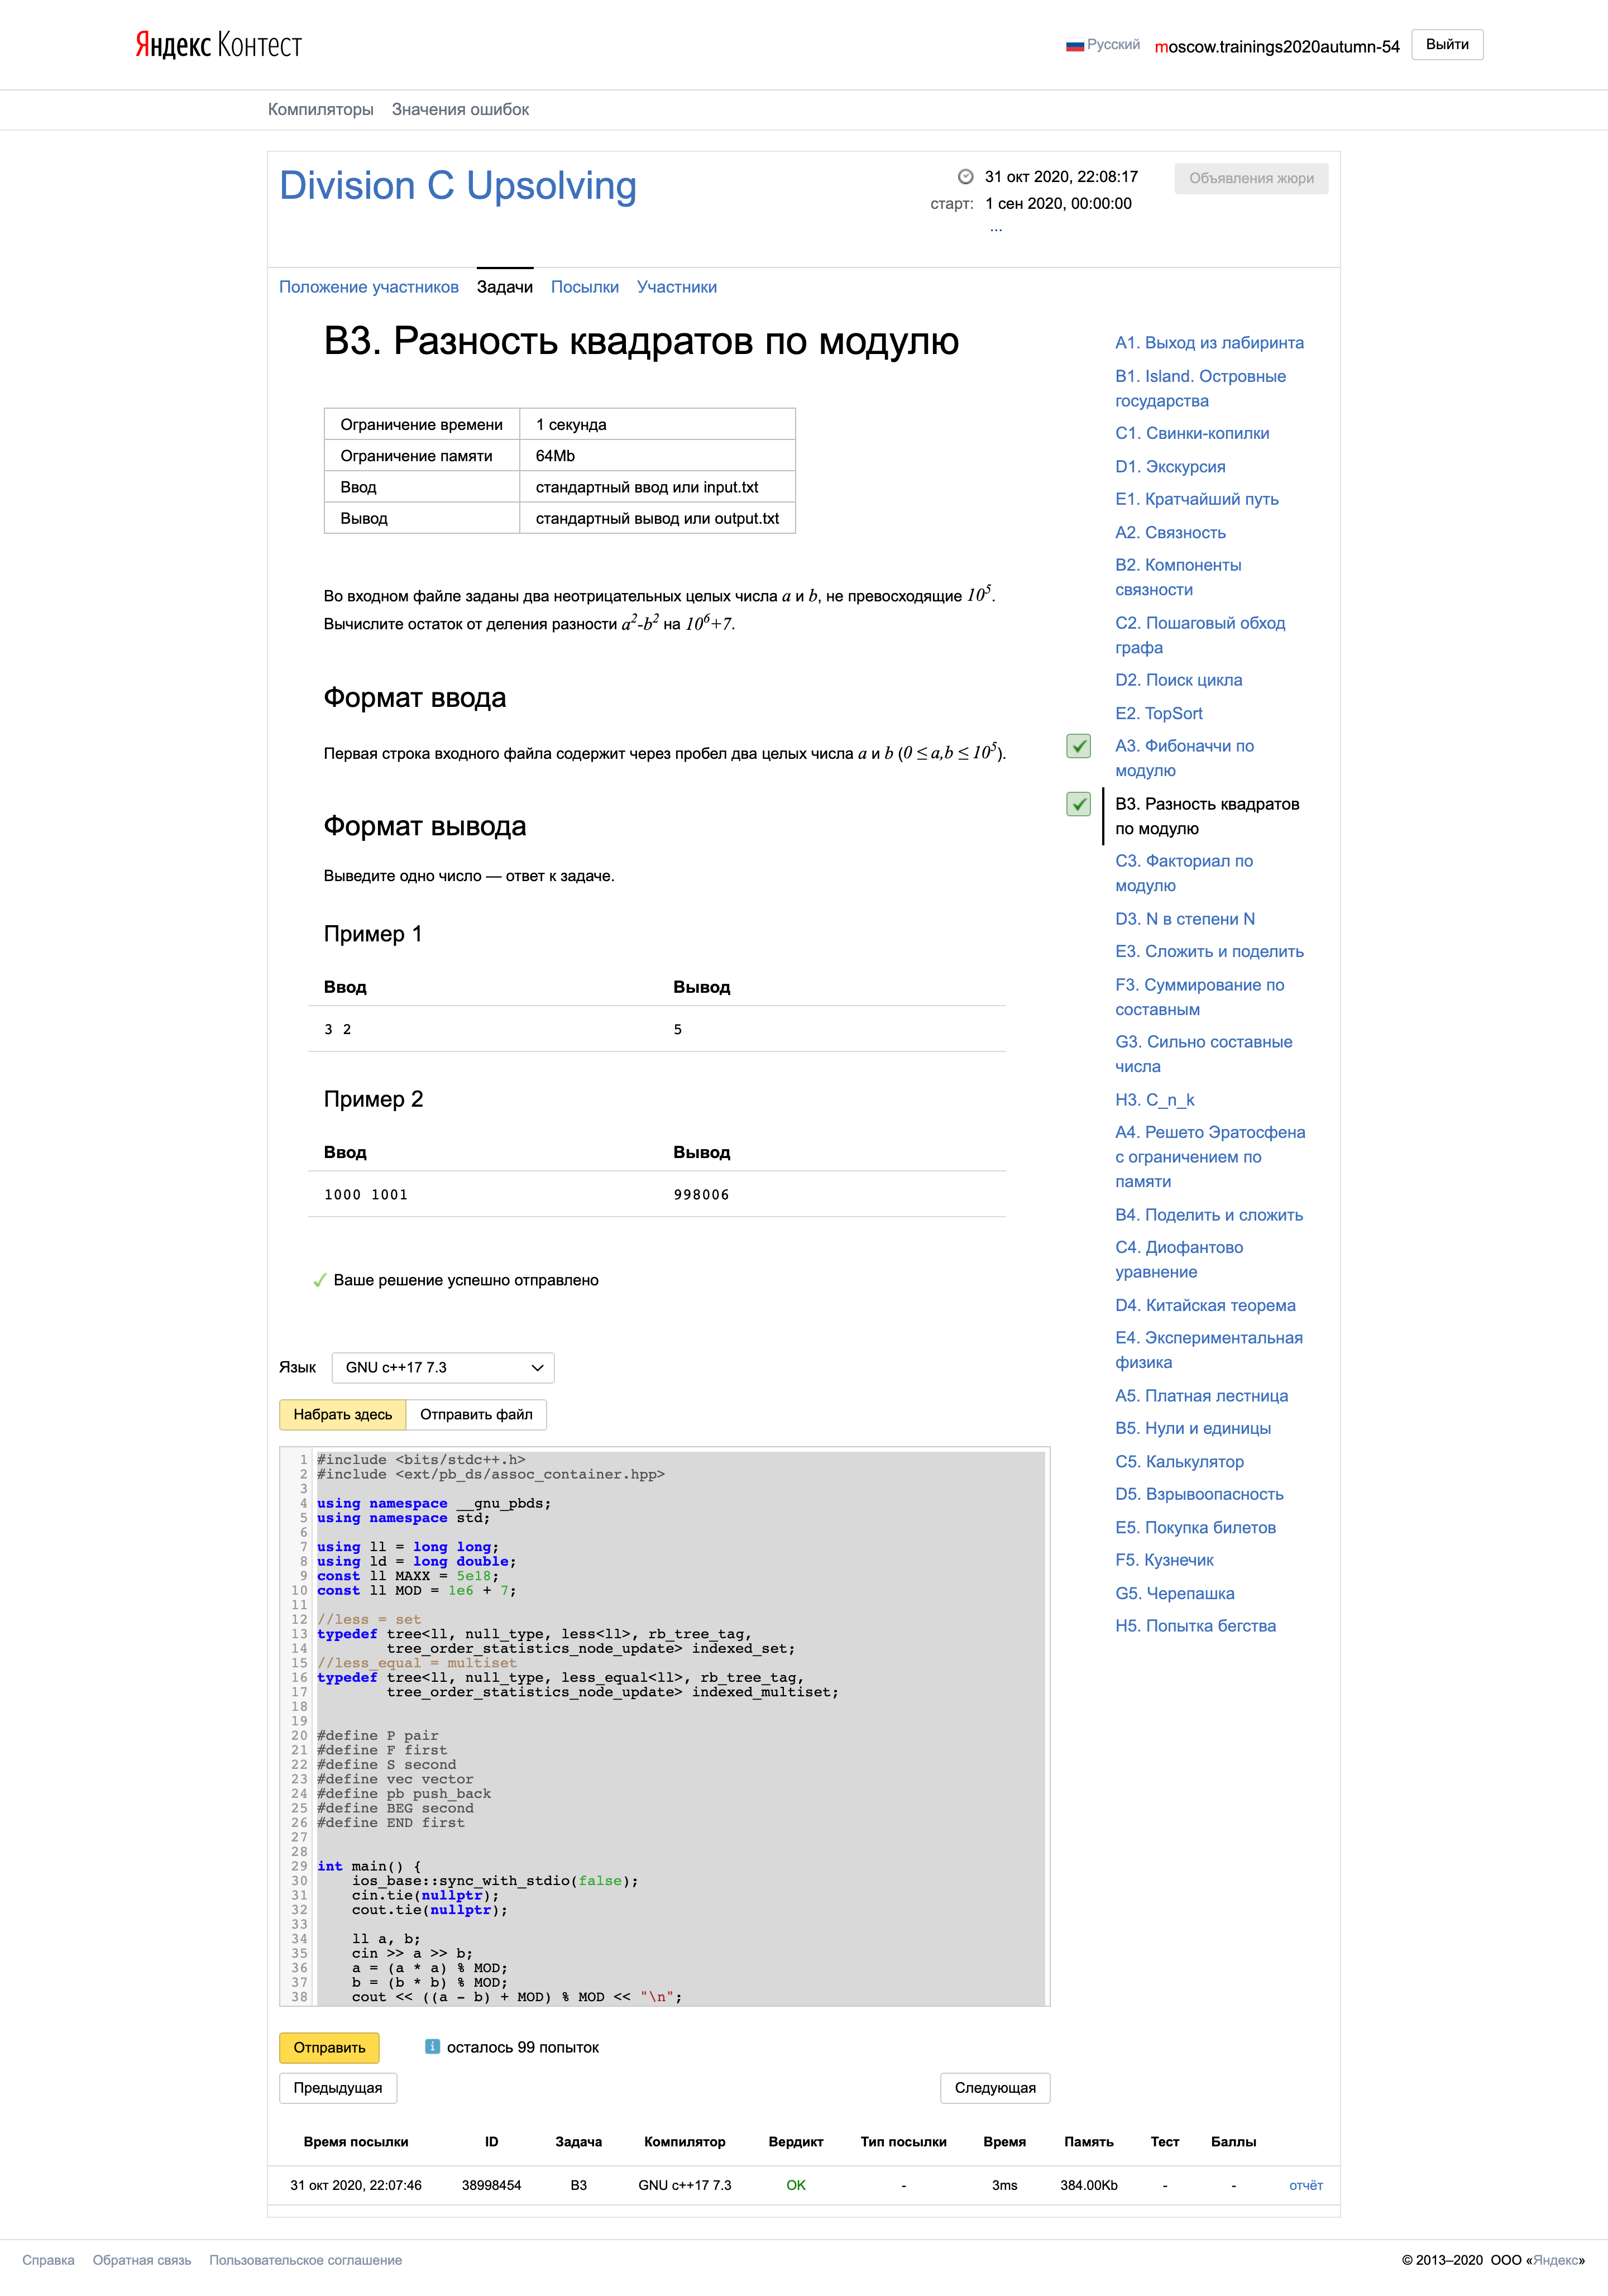 Яндекс Контест
Русский moscow.trainings2020autumn-54 Выйти
Компиляторы Значения ошибок
Division C Upsolving
31 окт 2020, 22:08:17
Объявления жюри
старт: 1 сен 2020, 00:00:00
...
Положение участников Задачи Посылки Участники
B3. Разность квадратов по модулю
Ограничение времени 1 секунда
Ограничение памяти 64Mb
Ввод стандартный ввод или input.txt
Вывод стандартный вывод или output.txt
Во входном файле заданы два неотрицательных целых числа a и b, не превосходящие 10^5.
Вычислите остаток от деления разности a^2-b^2 на 10^6+7.
Формат ввода
Первая строка входного файла содержит через пробел два целых числа a и b (0 ≤ a,b ≤ 10^5).
Формат вывода
Выведите одно число — ответ к задаче.
Пример 1
Ввод Вывод
3 2 5
Пример 2
Ввод Вывод
1000 1001 998006
Ваше решение успешно отправлено
Язык GNU c++17 7.3
Набрать здесь Отправить файл
1 #include <bits/stdc++.h>
2 #include <ext/pb_ds/assoc_container.hpp>
3
4 using namespace __gnu_pbds;
5 using namespace std;
6
7 using ll = long long;
8 using ld = long double;
9 const ll MAXX = 5e18;
10 const ll MOD = 1e6 + 7;
11
12 //less = set
13 typedef tree<ll, null_type, less<ll>, rb_tree_tag,
14 tree_order_statistics_node_update> indexed_set;
15 //less_equal = multiset
16 typedef tree<ll, null_type, less_equal<ll>, rb_tree_tag,
17 tree_order_statistics_node_update> indexed_multiset;
18
19
20 #define P pair
21 #define F first
22 #define S second
23 #define vec vector
24 #define pb push_back
25 #define BEG second
26 #define END first
27
28
29 int main() {
30 ios_base::sync_with_stdio(false);
31 cin.tie(nullptr);
32 cout.tie(nullptr);
33
34 ll a, b;
35 cin >> a >> b;
36 a = (a * a) % MOD;
37 b = (b * b) % MOD;
38 cout << ((a - b) + MOD) % MOD << "\n";
Отправить i осталось 99 попыток
Предыдущая Следующая
A1. Выход из лабиринта
B1. Island. Островные
государства
C1. Свинки-копилки
D1. Экскурсия
E1. Кратчайший путь
A2. Связность
B2. Компоненты
связности
C2. Пошаговый обход
графа
D2. Поиск цикла
E2. TopSort
A3. Фибоначчи по
модулю
B3. Разность квадратов
по модулю
C3. Факториал по
модулю
D3. N в степени N
E3. Сложить и поделить
F3. Суммирование по
составным
G3. Сильно составные
числа
H3. C_n_k
A4. Решето Эратосфена
с ограничением по
памяти
B4. Поделить и сложить
C4. Диофантово
уравнение
D4. Китайская теорема
E4. Экспериментальная
физика
A5. Платная лестница
B5. Нули и единицы
C5. Калькулятор
D5. Взрывоопасность
E5. Покупка билетов
F5. Кузнечик
G5. Черепашка
H5. Попытка бегства
Время посылки ID Задача Компилятор Вердикт Тип посылки Время Память Тест Баллы
31 окт 2020, 22:07:46 38998454 B3 GNU c++17 7.3 OK - 3ms 384.00Kb - - отчёт
Справка Обратная связь Пользовательское соглашение © 2013–2020 ООО «Яндекс»